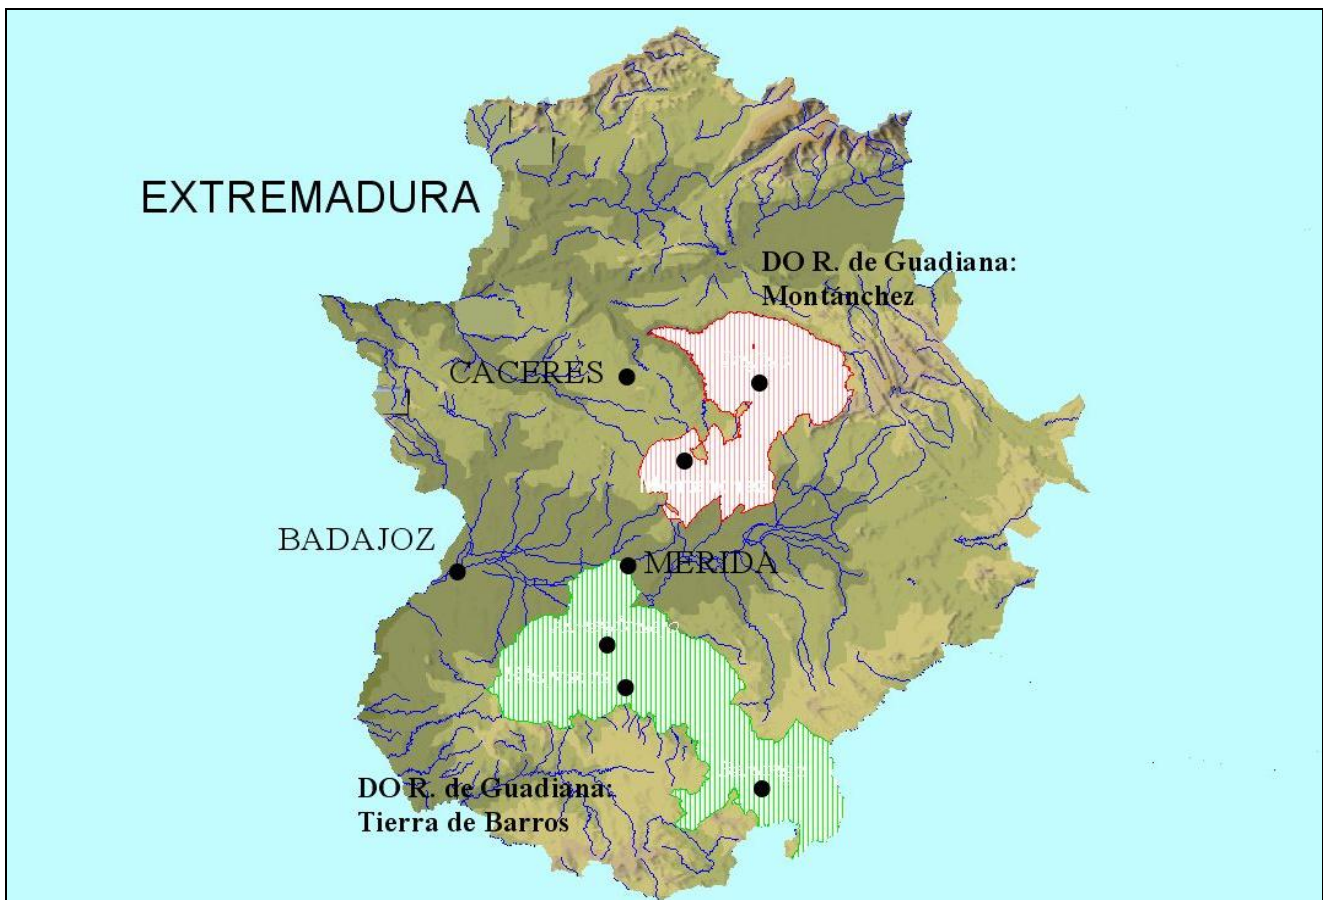 EXTREMADURA
DO R. de Guadiana:
Montánchez
CACERES
BADAJOZ
MERIDA
DO R. de Guadiana:
Tierra de Barros